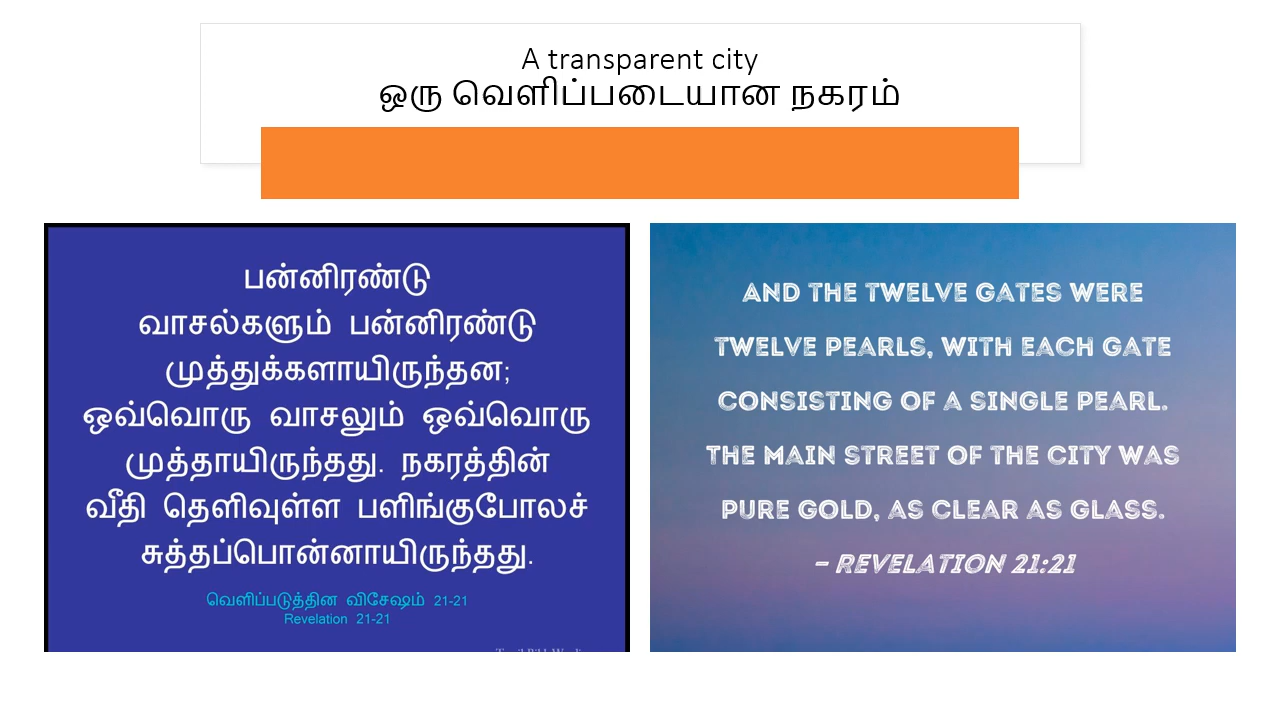 A transparent city
ஒரு வெளிப்படையான நகரம்
பன்னிரண்டு
வாசல்களும் பன்னிரண்டு
முத்துக்களாயிருந்தன;
ஒவ்வொரு வாசலும் ஒவ்வொரு
முத்தாயிருந்தது. நகரத்தின்
வீதி தெளிவுள்ள பளிங்குபோலச்
சுத்தப்பொன்னாயிருந்தது.
வெளிப்படுத்தின விசேஷம் 21-21
Revelation 21-21
AND THE TWELVE GATES WERE
TWELVE PEARLS, WITH EACH GATE
CONSISTING OF A SINGLE PEARL.
THE MAIN STREET OF THE CITY WAS
PURE GOLD, AS CLEAR AS GLASS.
– REVELATION 21:21